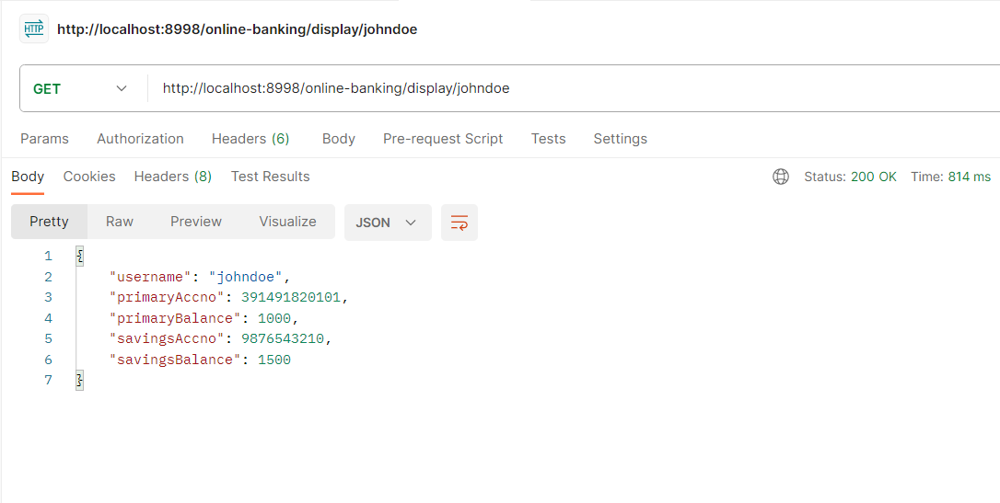 HTTP http://localhost:8998/online-banking/display/johndoe
GET http://localhost:8998/online-banking/display/johndoe
Params Authorization Headers (6) Body Pre-request Script Tests Settings
Body Cookies Headers (8) Test Results Status: 200 OK Time: 814 ms
Pretty Raw Preview Visualize JSON
1 {
2 "username": "johndoe",
3 "primaryAccno": 391491820101,
4 "primaryBalance": 1000,
5 "savingsAccno": 9876543210,
6 "savingsBalance": 1500
7 }